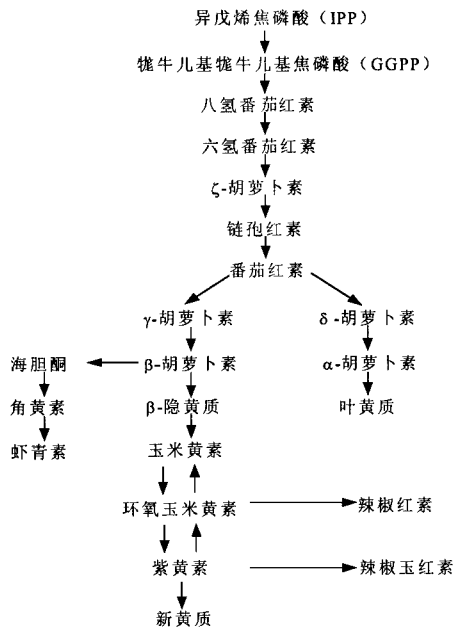 异戊烯焦磷酸（IPP）
牻牛儿基牻牛儿基焦磷酸（GGPP）
八氢番茄红素
六氢番茄红素
ζ-胡萝卜素
链孢红素
番茄红素
γ-胡萝卜素 δ-胡萝卜素
海胆酮 β-胡萝卜素 α-胡萝卜素
角黄素 β-隐黄质 叶黄质
虾青素 玉米黄素
环氧玉米黄素 辣椒红素
紫黄素 辣椒玉红素
新黄质